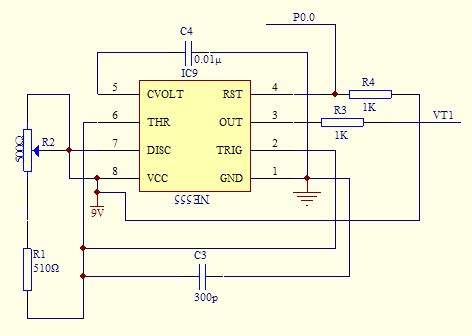 P0.0
C4
0.01μ
IC9
5 CVOLT RST 4
R4
1K
6 THR OUT 3
R3
1K
VT1
R2
500Ω
7 DISC TRIG 2
8 VCC GND 1
NE555
9V
R1
510Ω
C3
300p